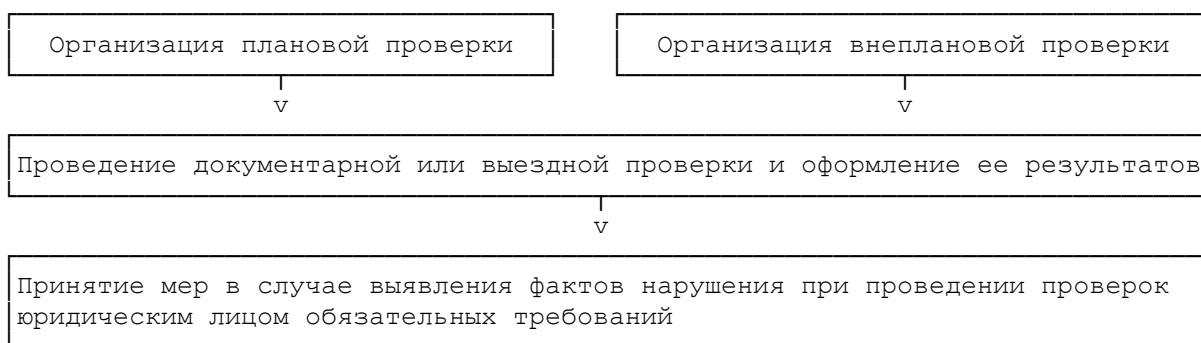 Организация плановой проверки
Организация внеплановой проверки
v
v
Проведение документарной или выездной проверки и оформление ее результатов
v
Принятие мер в случае выявления фактов нарушения при проведении проверок
юридическим лицом обязательных требований